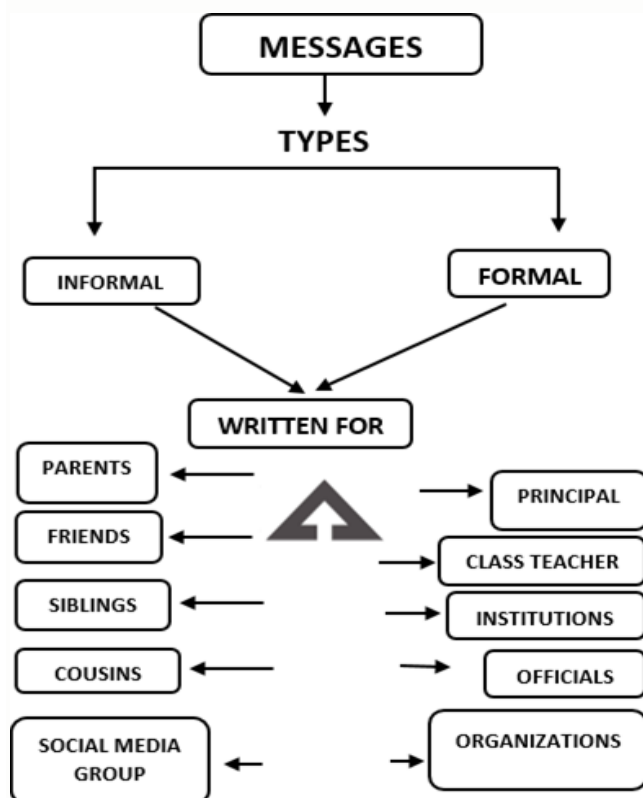 MESSAGES
TYPES
INFORMAL
FORMAL
WRITTEN FOR
PARENTS
PRINCIPAL
FRIENDS
CLASS TEACHER
SIBLINGS
INSTITUTIONS
COUSINS
OFFICIALS
SOCIAL MEDIA
GROUP
ORGANIZATIONS